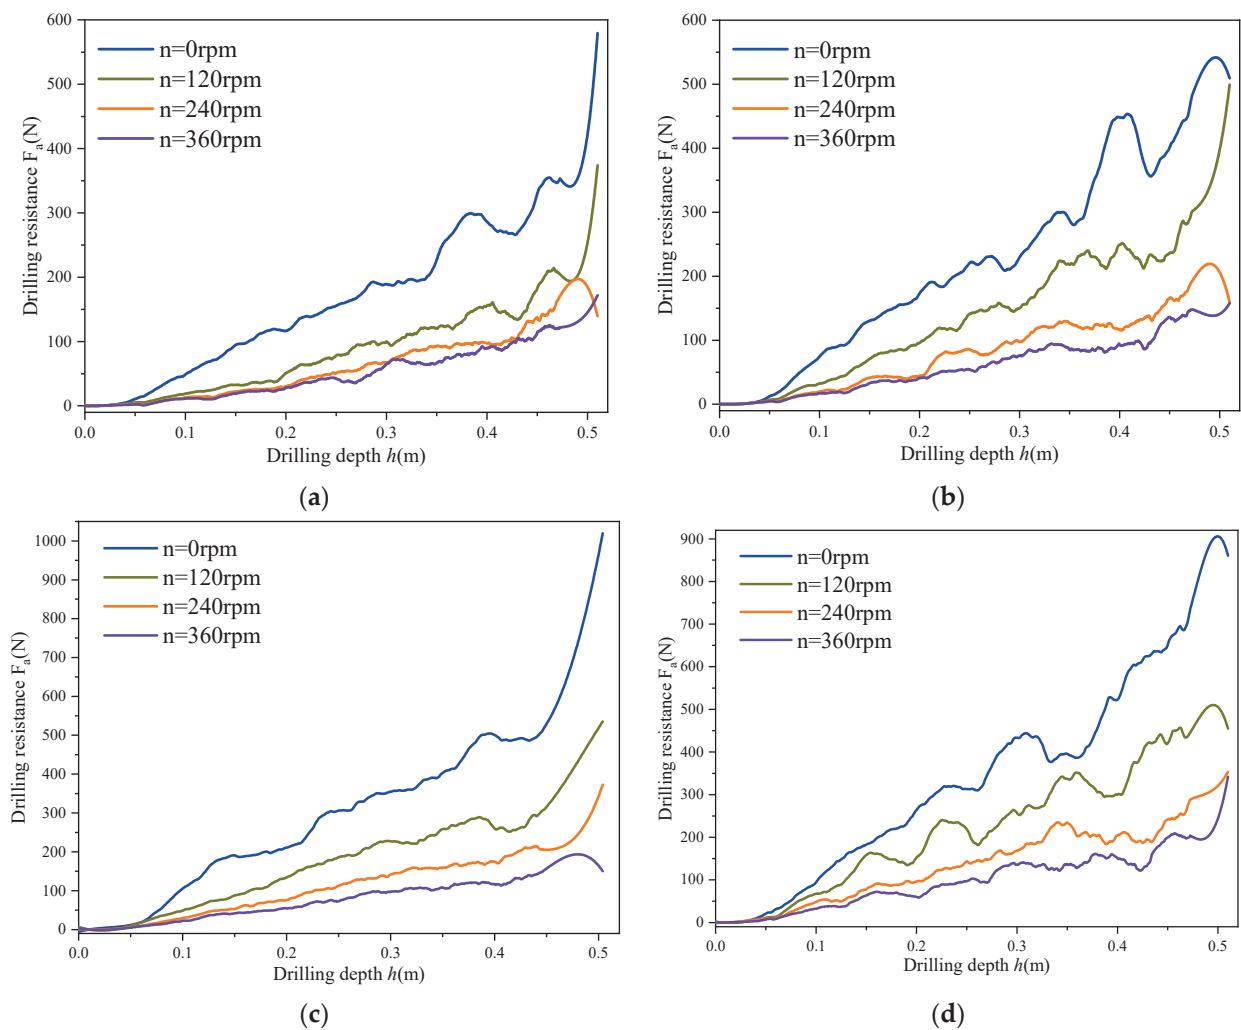 600
500
400
300
200
100
0
Drilling resistance Fₐ(N)
n=0rpm
n=120rpm
n=240rpm
n=360rpm
0.0 0.1 0.2 0.3 0.4 0.5
Drilling depth h(m)
(a)
600
500
400
300
200
100
0
Drilling resistance Fₐ(N)
n=0rpm
n=120rpm
n=240rpm
n=360rpm
0.0 0.1 0.2 0.3 0.4 0.5
Drilling depth h(m)
(b)
1000
900
800
700
600
500
400
300
200
100
0
Drilling resistance Fₐ(N)
n=0rpm
n=120rpm
n=240rpm
n=360rpm
0.0 0.1 0.2 0.3 0.4 0.5
Drilling depth h(m)
(c)
900
800
700
600
500
400
300
200
100
0
Drilling resistance Fₐ(N)
n=0rpm
n=120rpm
n=240rpm
n=360rpm
0.0 0.1 0.2 0.3 0.4 0.5
Drilling depth h(m)
(d)